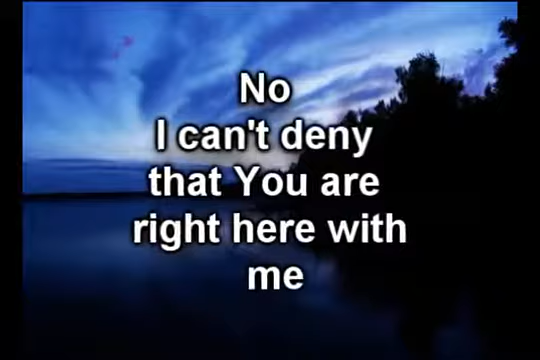 No
I can't deny
that You are
right here with
me